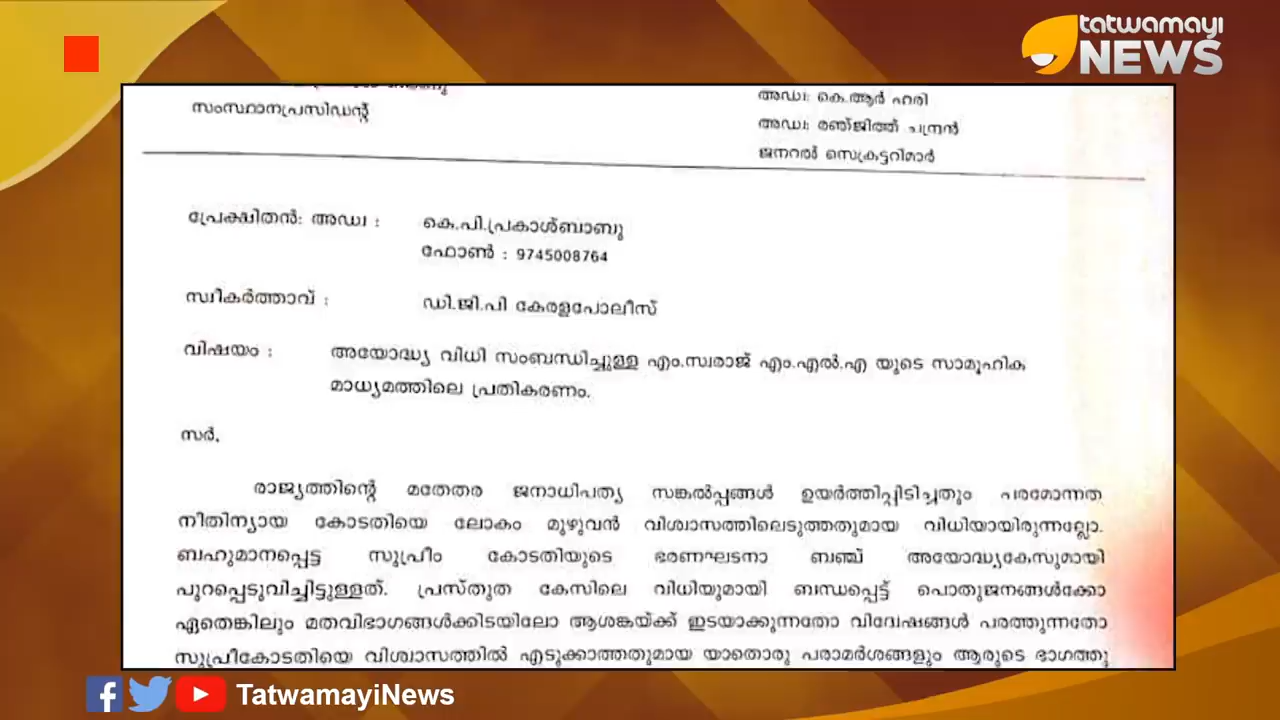 tatwamayi
NEWS
സംസ്ഥാനപ്രസിഡന്റ്
അഡ്വ: കെ.ആർ ഹരി
അഡ്വ: രഞ്ജിത്ത് ചന്ദ്രൻ
ജനറൽ സെക്രട്ടറിമാർ
പ്രേക്ഷിതൻ: അഡ്വ : കെ.പി.പ്രകാശ്ബാബു
ഫോൺ : 9745008764
സ്വീകർത്താവ് : ഡി.ജി.പി കേരളപോലീസ്
വിഷയം : അയോദ്ധ്യ വിധി സംബന്ധിച്ചുള്ള എം.സ്വരാജ് എം.എൽ.എ യുടെ സാമൂഹിക
മാധ്യമത്തിലെ പ്രതികരണം.
സർ,
രാജ്യത്തിന്റെ മതേതര ജനാധിപത്യ സങ്കൽപ്പങ്ങൾ ഉയർത്തിപ്പിടിച്ചതും പരമോന്നത
നീതിന്യായ കോടതിയെ ലോകം മുഴുവൻ വിശ്വാസത്തിലെടുത്തതുമായ വിധിയായിരുന്നല്ലോ.
ബഹുമാനപ്പെട്ട സുപ്രീം കോടതിയുടെ ഭരണഘടനാ ബഞ്ച് അയോദ്ധ്യകേസുമായി
പുറപ്പെടുവിച്ചിട്ടുള്ളത്. പ്രസ്തുത കേസിലെ വിധിയുമായി ബന്ധപ്പെട്ട് പൊതുജനങ്ങൾക്കോ
ഏതെങ്കിലും മതവിഭാഗങ്ങൾക്കിടയിലോ ആശങ്കയ്ക്ക് ഇടയാക്കുന്നതോ വിദ്വേഷങ്ങൾ പരത്തുന്നതോ
സുപ്രീകോടതിയെ വിശ്വാസത്തിൽ എടുക്കാത്തതുമായ യാതൊരു പരാമർശങ്ങളും ആരുടെ ഭാഗത്തു
TatwamayiNews